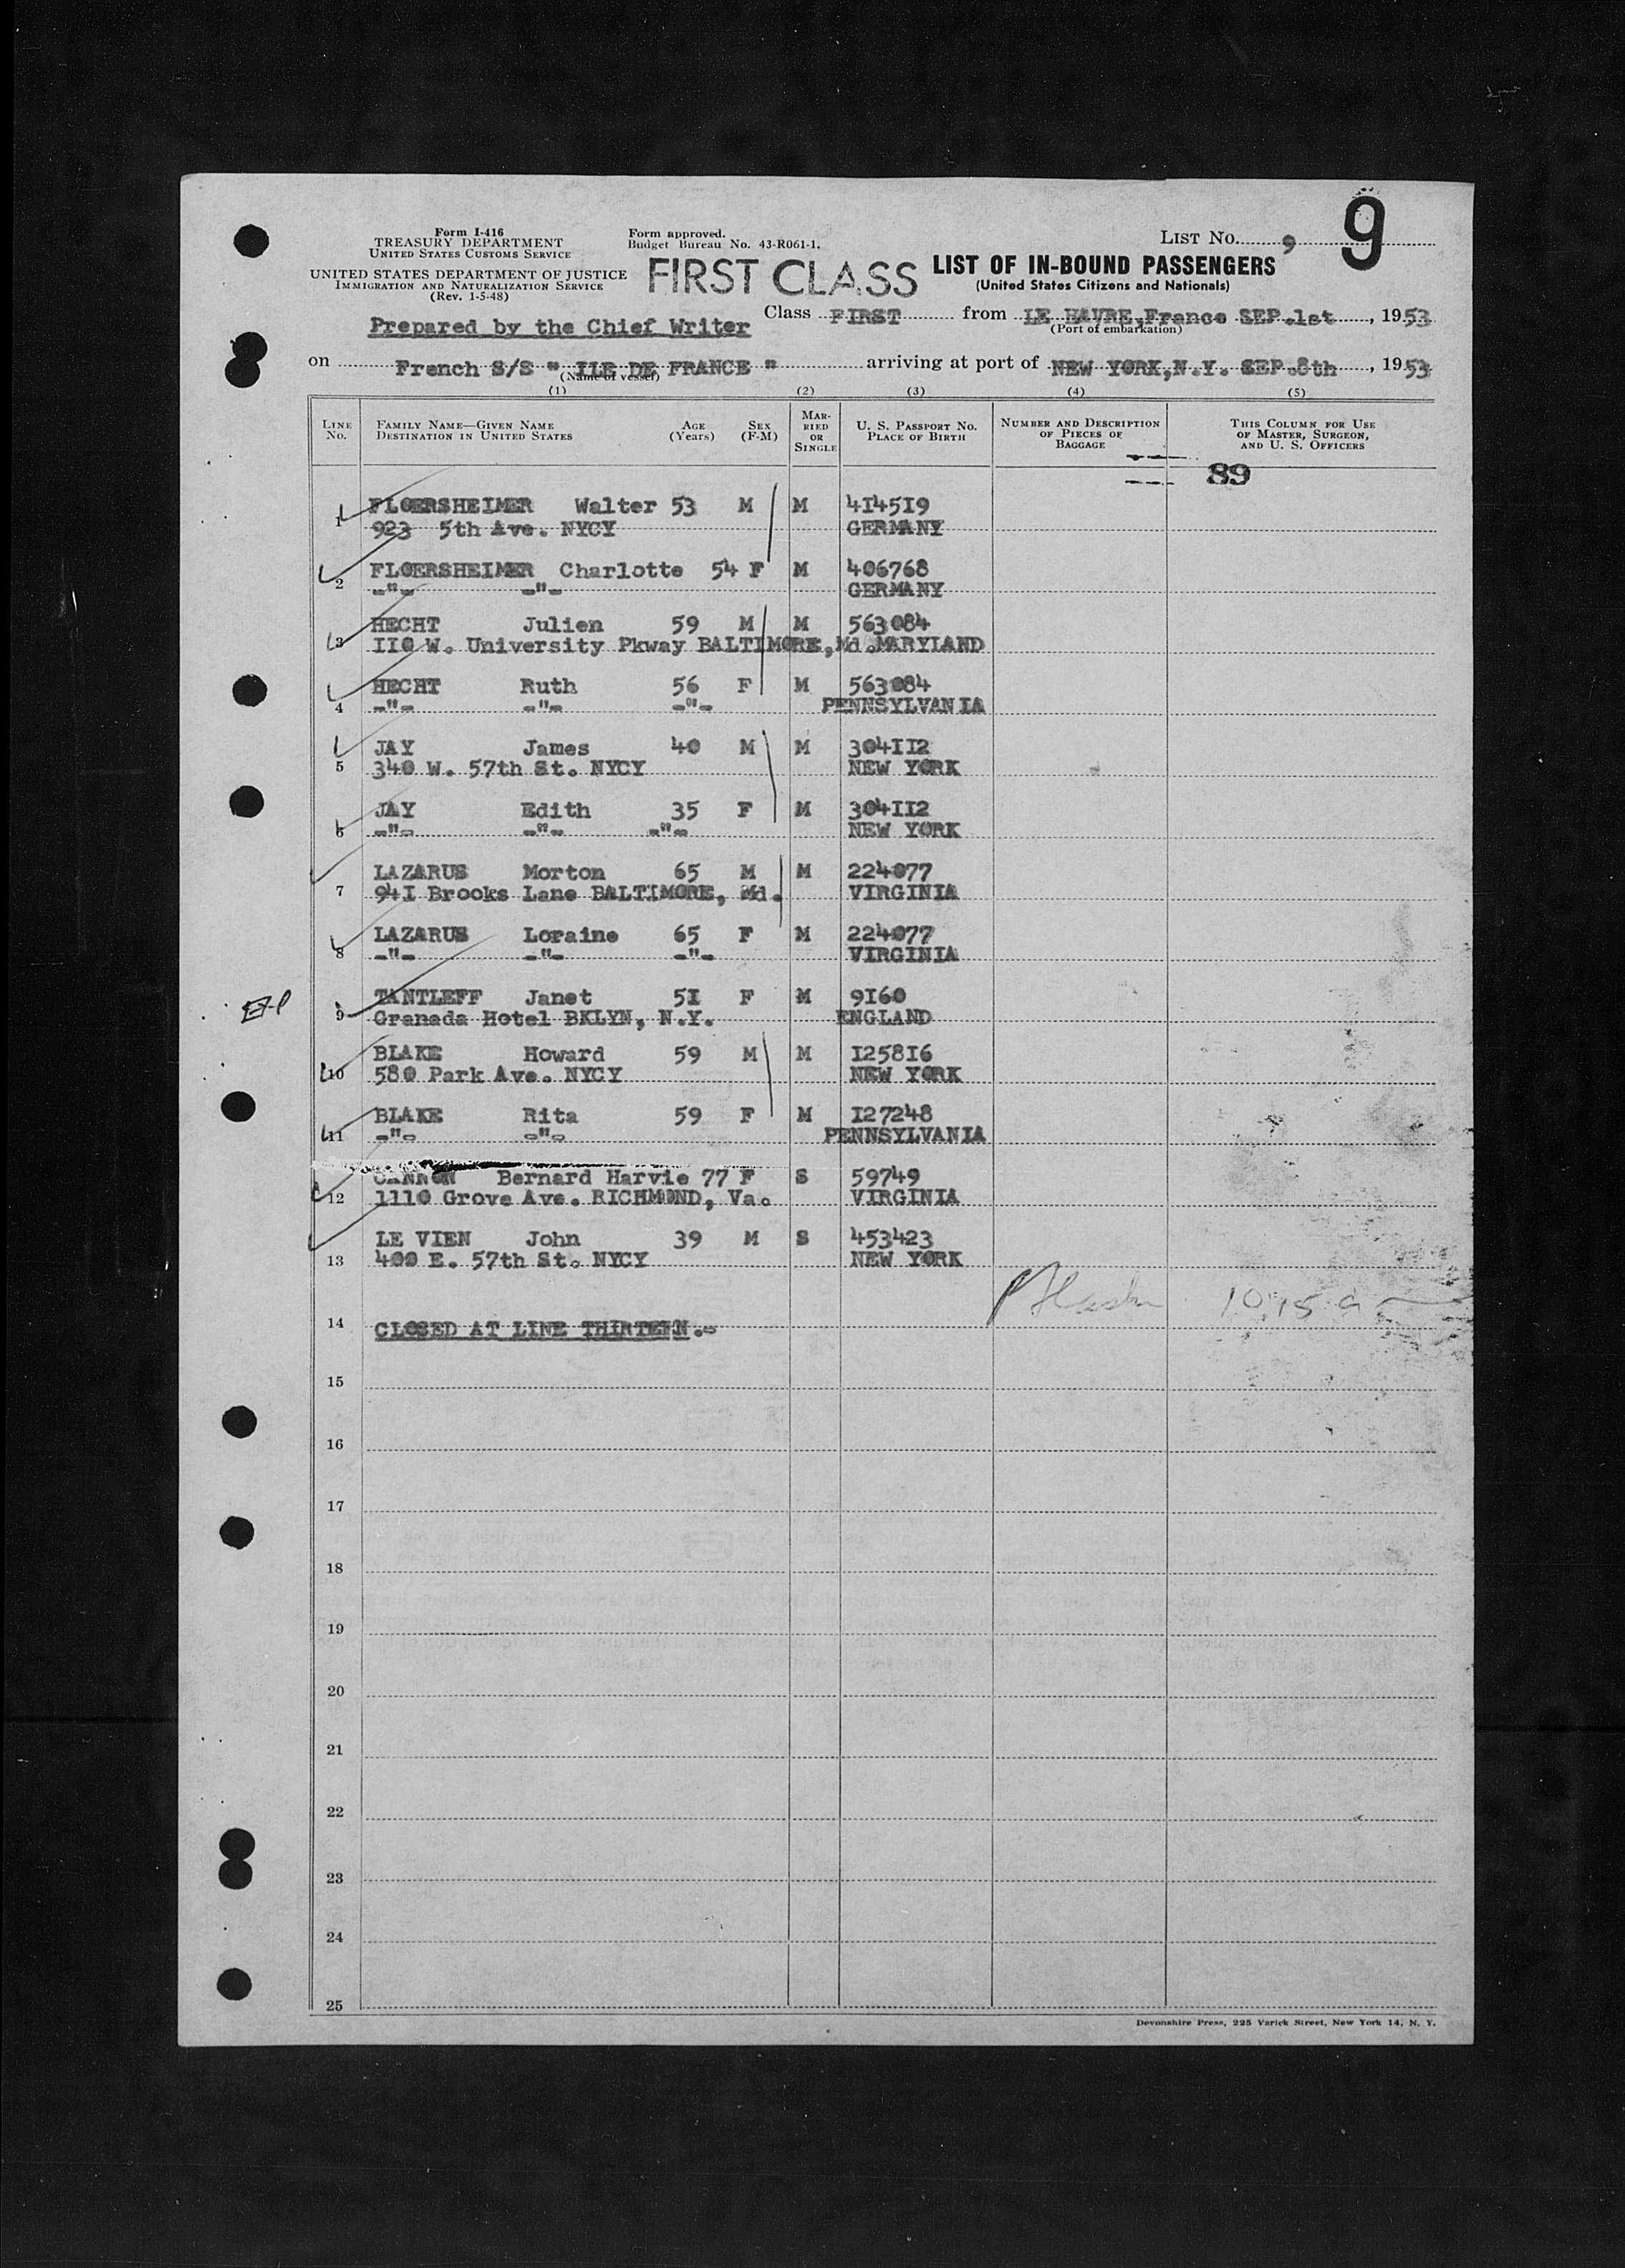 Form I-416
TREASURY DEPARTMENT
UNITED STATES CUSTOMS SERVICE
UNITED STATES DEPARTMENT OF JUSTICE
IMMIGRATION AND NATURALIZATION SERVICE
(Rev. 1-5-48)
Form approved.
Budget Bureau No. 43-R061-1.
LIST No. 9
9
FIRST CLASS
LIST OF IN-BOUND PASSENGERS
(United States Citizens and Nationals)
Prepared by the Chief Writer
Class FIRST from LE HAVRE,France SEP.1st, 1953
(Port of embarkation)
on French S/S " ILE DE FRANCE " arriving at port of NEW YORK,N.Y. SEP.8th, 1953
(Name of vessel)
(1) (2) (3) (4) (5)
LINE No. FAMILY NAME—GIVEN NAME DESTINATION IN UNITED STATES AGE (Years) SEX (F-M) MARRIED OR SINGLE U. S. PASSPORT NO. PLACE OF BIRTH NUMBER AND DESCRIPTION OF PIECES OF BAGGAGE THIS COLUMN FOR USE OF MASTER, SURGEON, AND U. S. OFFICERS
89
FLOERSHEIMER Walter 53 M M 414519
1 923 5th Ave. NYCY GERMANY
FLOERSHEIMER Charlotte 54 F M 406768
2 -"- -"- GERMANY
HECHT Julien 59 M M 563084
3 II0 W. University Pkway BALTIMORE,Md.MARYLAND
HECHT Ruth 56 F M 563084
4 -"- -"- -"- PENNSYLVANIA
JAY James 40 M M 304II2
5 340 W. 57th St. NYCY NEW YORK
JAY Edith 35 F M 304II2
6 -"- -"- -"- NEW YORK
LAZARUS Morton 65 M M 224077
7 94I Brooks Lane BALTIMORE, Md. VIRGINIA
LAZARUS Loraine 65 F M 224077
8 -"- -"- -"- VIRGINIA
TANTLEFF Janet 5I F M 9I60
9 Granada Hotel BKLYN, N.Y. ENGLAND
BLAKE Howard 59 M M I258I6
10 580 Park Ave. NYCY NEW YORK
BLAKE Rita 59 F M I27248
11 -"- -"- PENNSYLVANIA
CANNON Bernard Harvie 77 F S 59749
12 1110 Grove Ave. RICHMOND, Va. VIRGINIA
LE VIEN John 39 M S 453423
13 400 E. 57th St. NYCY NEW YORK
10:15 a
14 CLOSED AT LINE THIRTEEN.-
15
16
17
18
19
20
21
22
23
24
25
Devonshire Press, 225 Varick Street, New York 14, N. Y.